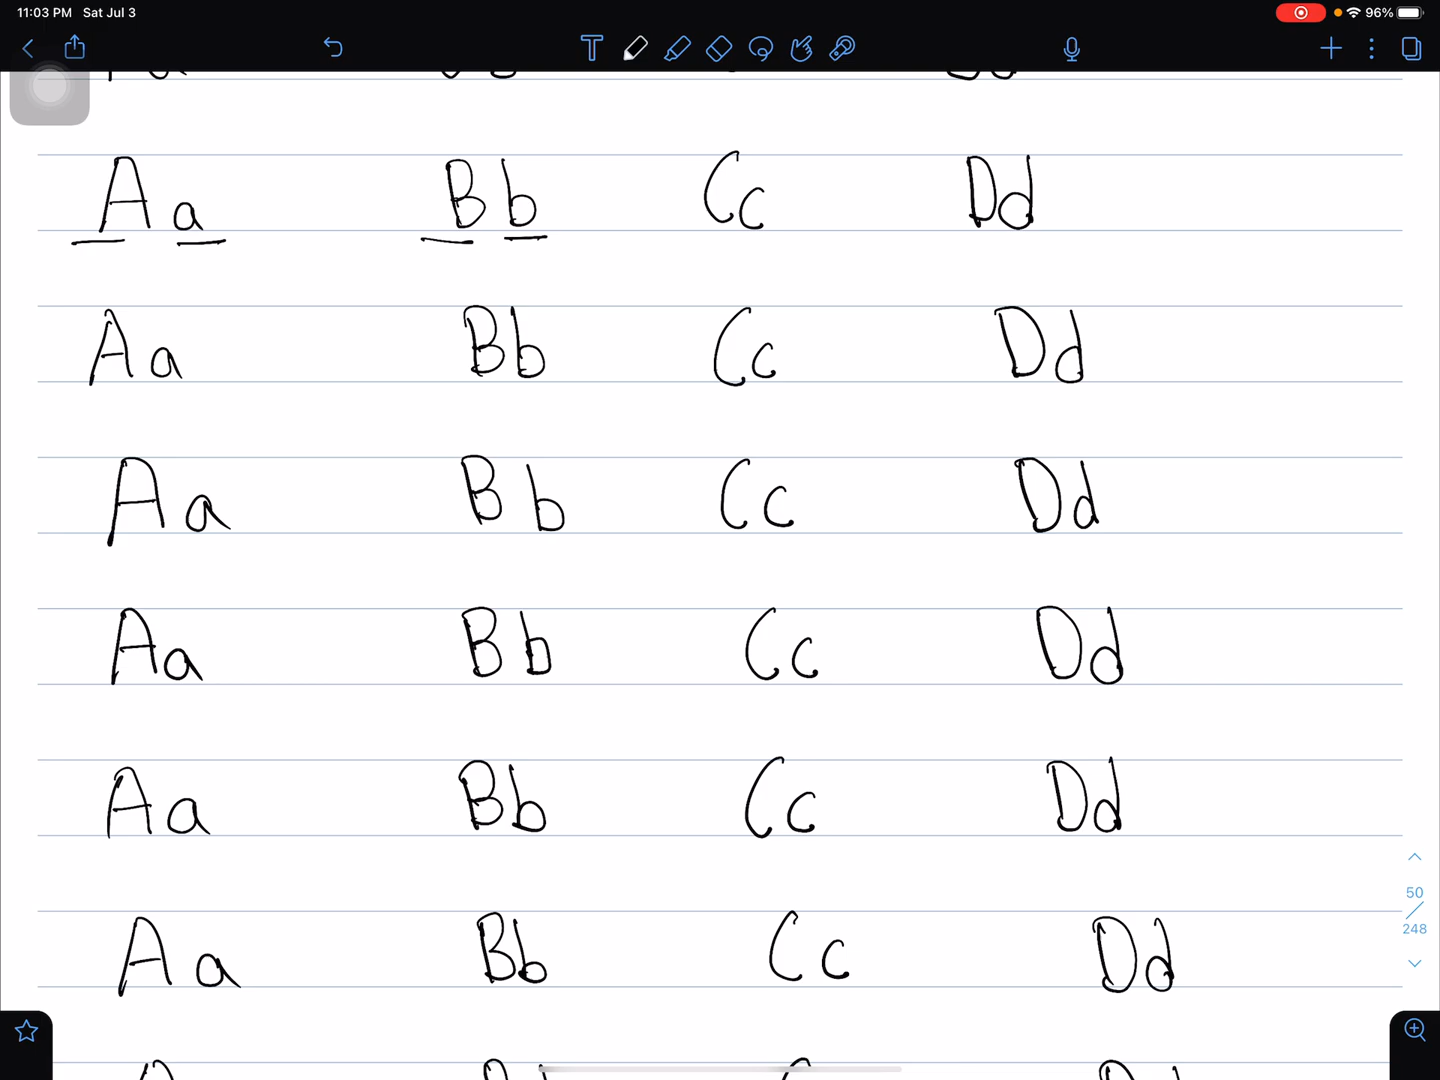 11:03 PM Sat Jul 3 96%
T
Aa Bb Cc Dd
Aa Bb Cc Dd
Aa Bb Cc Dd
Aa Bb Cc Dd
Aa Bb Cc Dd
50
248
Aa Bb Cc Dd